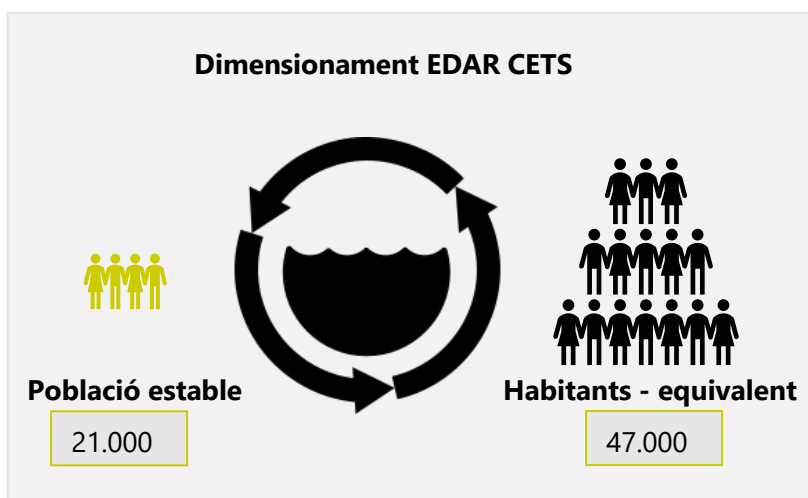 Dimensionament EDAR CETS
Població estable
21.000
Habitants - equivalent
47.000